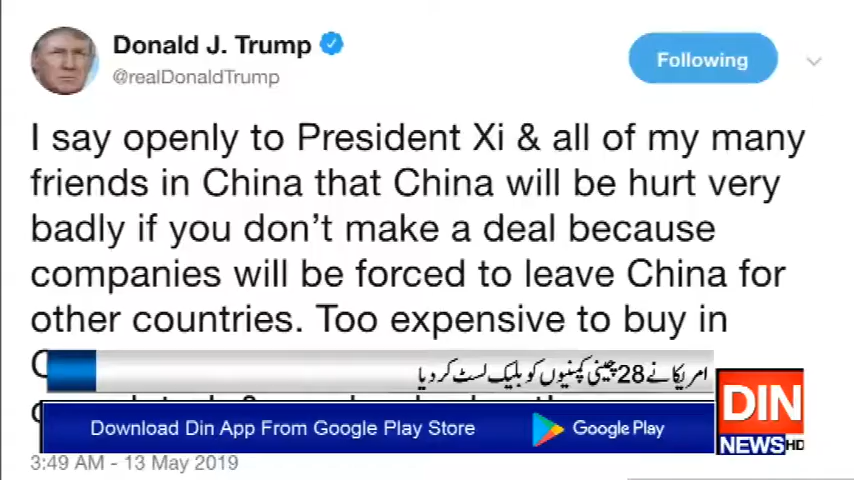 Donald J. Trump
@realDonaldTrump
Following
I say openly to President Xi & all of my many
friends in China that China will be hurt very
badly if you don’t make a deal because
companies will be forced to leave China for
other countries. Too expensive to buy in
امریکا نے 28 چینی کمپنیوں کو بلیک لسٹ کر دیا
Download Din App From Google Play Store
Google Play
DIN
NEWS HD
3:49 AM - 13 May 2019